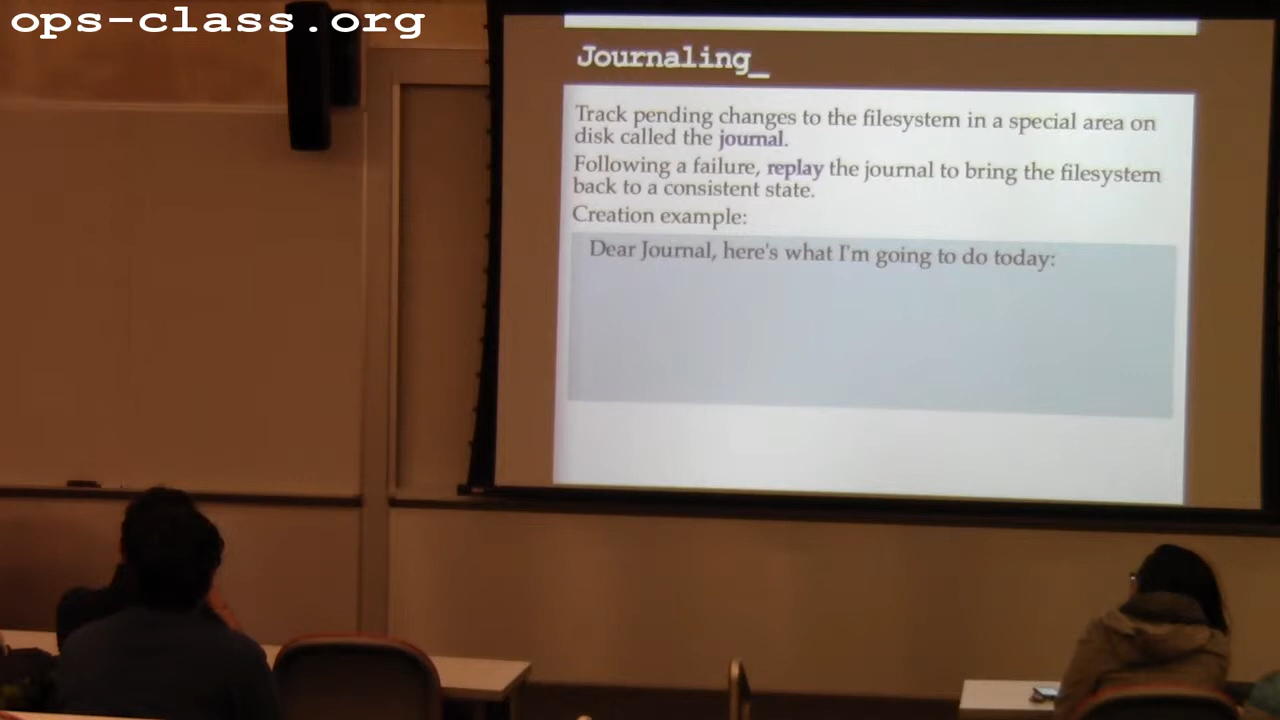 ops-class.org
Journaling_
Track pending changes to the filesystem in a special area on
disk called the journal.
Following a failure, replay the journal to bring the filesystem
back to a consistent state.
Creation example:
Dear Journal, here's what I'm going to do today: